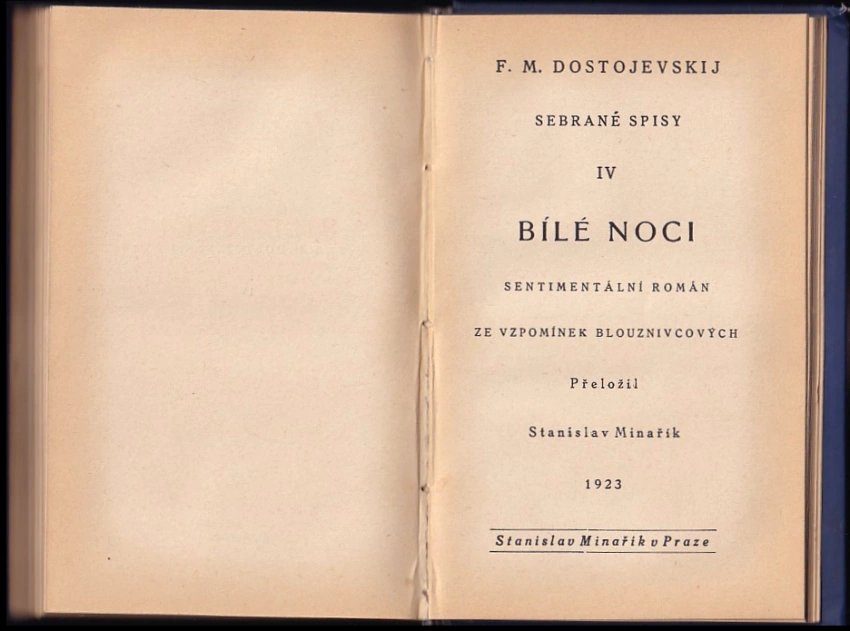 F. M. DOSTOJEVSKIJ
SEBRANÉ SPISY
IV
BÍLÉ NOCI
SENTIMENTÁLNÍ ROMÁN
ZE VZPOMÍNEK BLOUZNIVCOVÝCH
Přeložil
Stanislav Minařík
1923
Stanislav Minařík v Praze